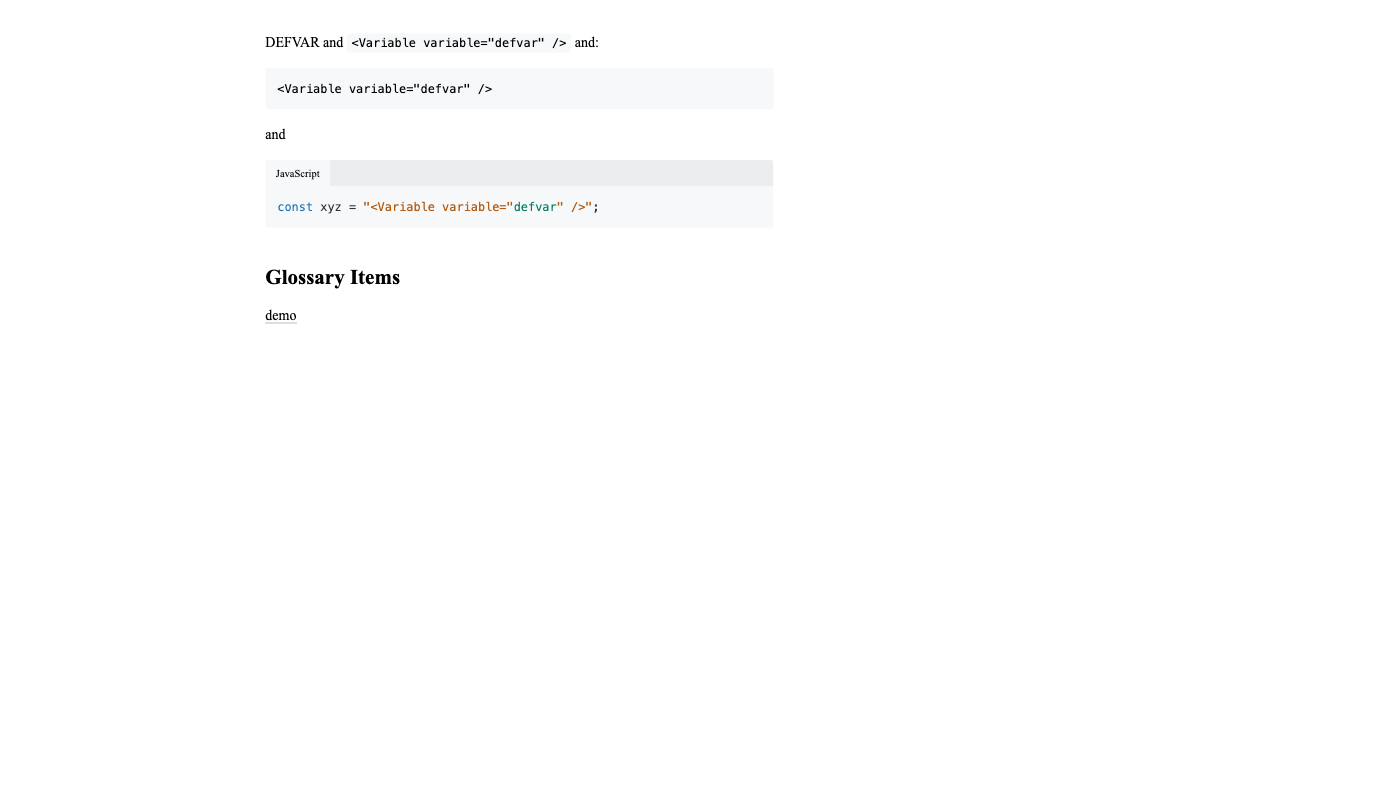 DEFVAR and <Variable variable="defvar" /> and:
<Variable variable="defvar" />
and
JavaScript
const xyz = "<Variable variable="defvar" />";
Glossary Items
demo